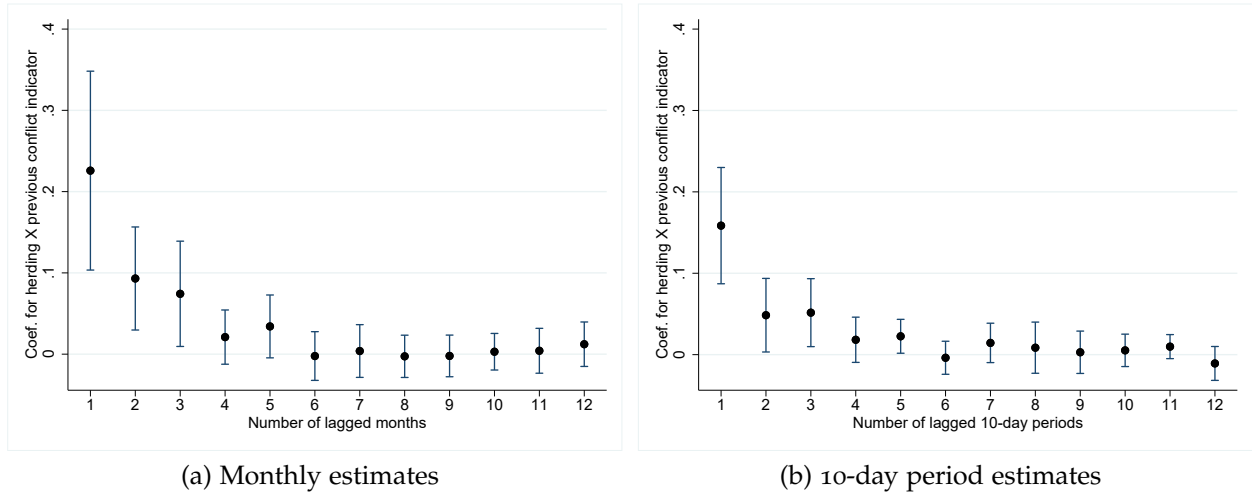 Coef. for herding X previous conflict indicator
.4
.3
.2
.1
0
1 2 3 4 5 6 7 8 9 10 11 12
Number of lagged months
(a) Monthly estimates
Coef. for herding X previous conflict indicator
.4
.3
.2
.1
0
1 2 3 4 5 6 7 8 9 10 11 12
Number of lagged 10-day periods
(b) 10-day period estimates